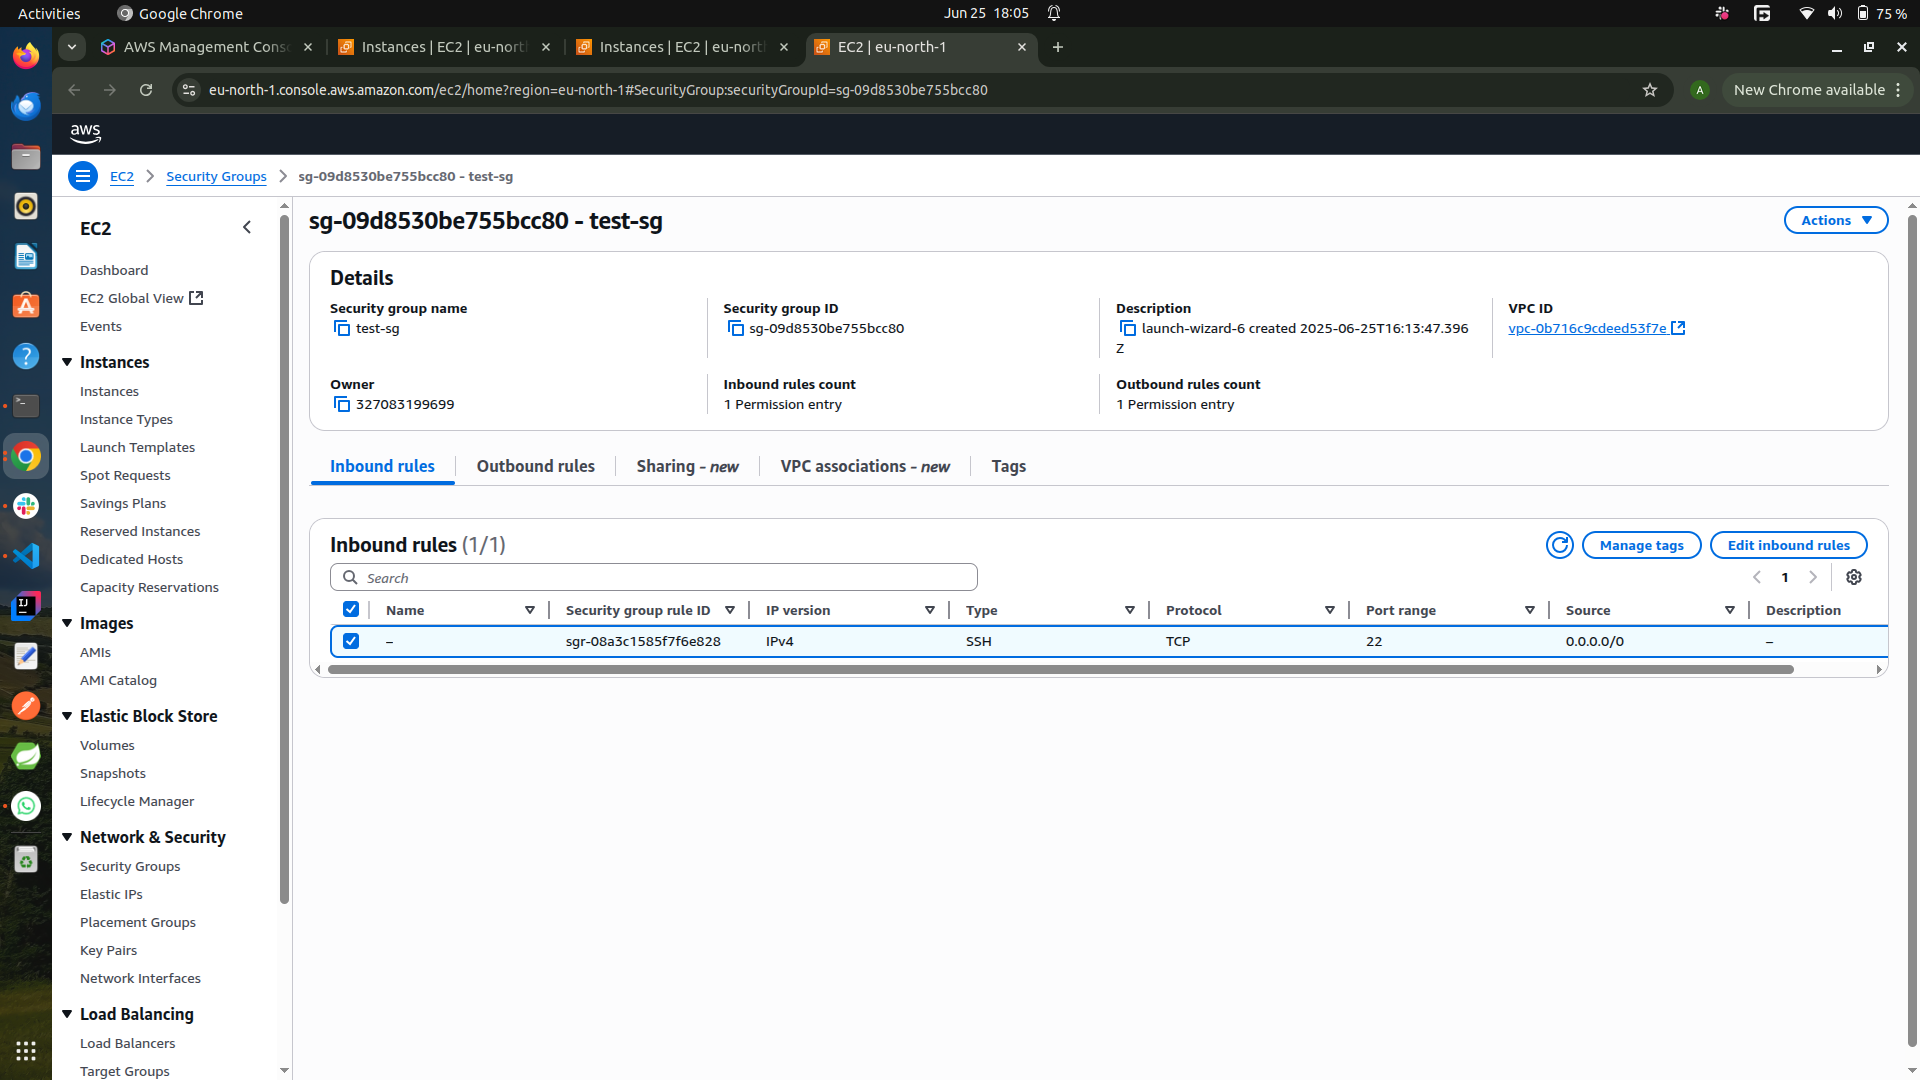 Activities
Google Chrome
Jun 25 18:05
75 %
AWS Management Conso
Instances | EC2 | eu-nort
Instances | EC2 | eu-nort
EC2 | eu-north-1
eu-north-1.console.aws.amazon.com/ec2/home?region=eu-north-1#SecurityGroup:securityGroupId=sg-09d8530be755bcc80
A
New Chrome available
aws
EC2
Security Groups
sg-09d8530be755bcc80 - test-sg
EC2
Dashboard
EC2 Global View
Events
Instances
Instances
Instance Types
Launch Templates
Spot Requests
Savings Plans
Reserved Instances
Dedicated Hosts
Capacity Reservations
Images
AMIs
AMI Catalog
Elastic Block Store
Volumes
Snapshots
Lifecycle Manager
Network & Security
Security Groups
Elastic IPs
Placement Groups
Key Pairs
Network Interfaces
Load Balancing
Load Balancers
Target Groups
sg-09d8530be755bcc80 - test-sg
Actions
Details
Security group name
test-sg
Security group ID
sg-09d8530be755bcc80
Description
launch-wizard-6 created 2025-06-25T16:13:47.396
Z
VPC ID
vpc-0b716c9cdeed53f7e
Owner
327083199699
Inbound rules count
1 Permission entry
Outbound rules count
1 Permission entry
Inbound rules
Outbound rules
Sharing - new
VPC associations - new
Tags
Inbound rules (1/1)
Manage tags
Edit inbound rules
Search
1
Name
Security group rule ID
IP version
Type
Protocol
Port range
Source
Description
–
sgr-08a3c1585f7f6e828
IPv4
SSH
TCP
22
0.0.0.0/0
–